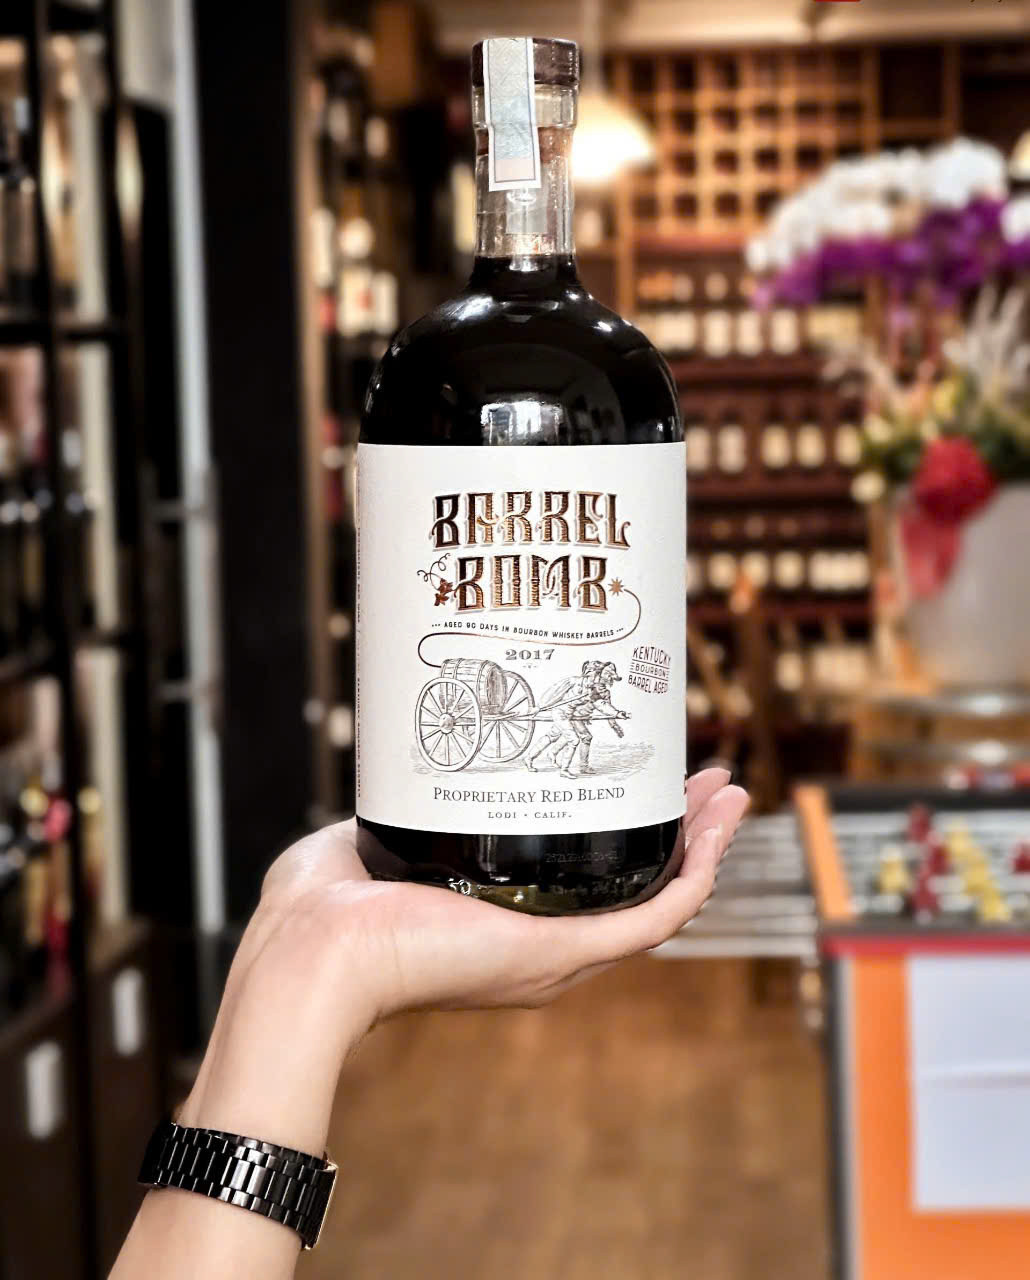 BARREL
BOMB
AGED 90 DAYS IN BOURBON WHISKEY BARRELS
2017
KENTUCKY
BOURBON
BARREL AGED
PROPRIETARY RED BLEND
LODI • CALIF.